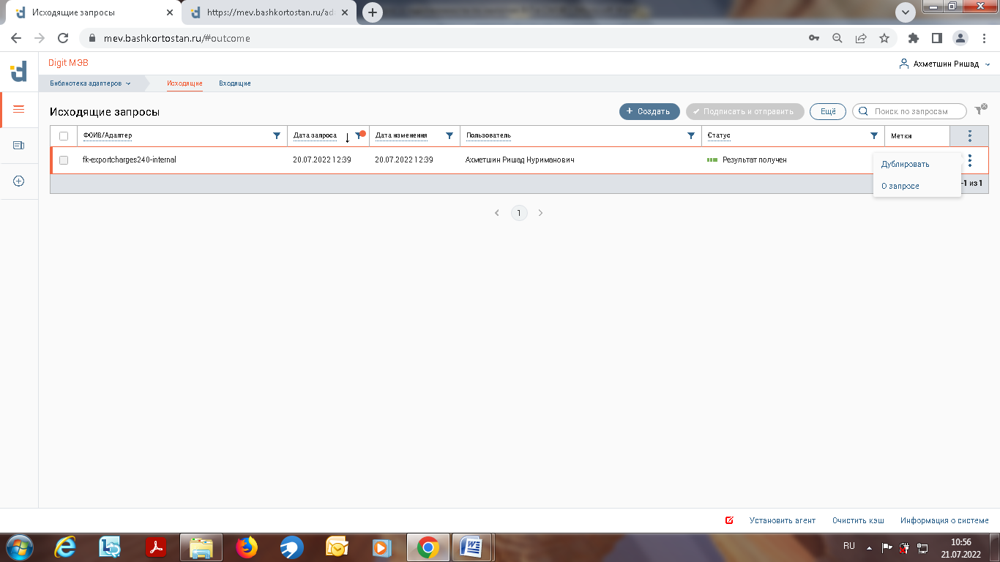 Исходящие запросы
https://mev.bashkortostan.ru/ad
mev.bashkortostan.ru/#outcome
Digit МЭВ
Ахметшин Ришад
Библиотека адаптеров
Исходящие
Входящие
Исходящие запросы
+ Создать
Подписать и отправить
Ещё
Поиск по запросам
ФОИВ/Адаптер
Дата запроса
Дата изменения
Пользователь
Статус
Метки
fk-exportcharges240-internal
20.07.2022 12:39
20.07.2022 12:39
Ахметшин Ришад Нуриманович
Результат получен
Дублировать
О запросе
-1 из 1
1
Установить агент
Очистить кэш
Информация о системе
RU
10:56
21.07.2022